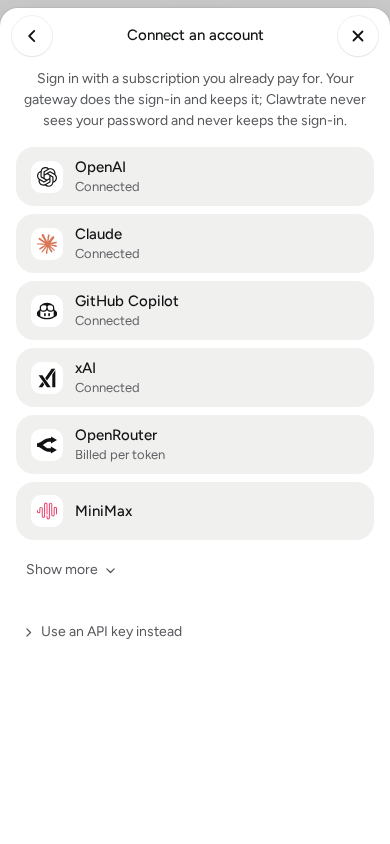 Connect an account
Sign in with a subscription you already pay for. Your
gateway does the sign-in and keeps it; Clawtrate never
sees your password and never keeps the sign-in.
OpenAI
Connected
Claude
Connected
GitHub Copilot
Connected
xAI
Connected
OpenRouter
Billed per token
MiniMax
Show more
Use an API key instead